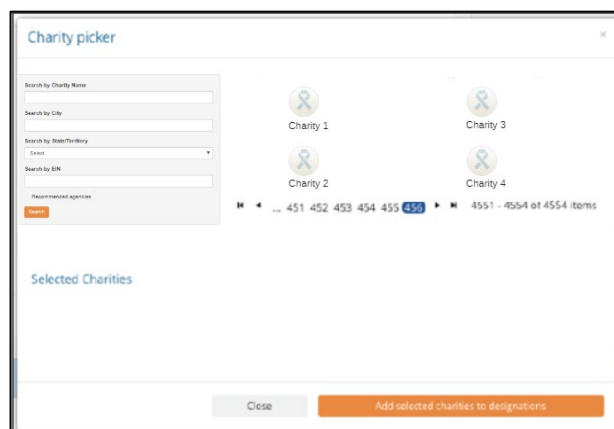 Charity picker
×
Search by Charity Name
Search by City
Search by State/Territory
Select
Search by EIN
Recommended agencies
Search
Charity 1
Charity 3
Charity 2
Charity 4
... 451 452 453 454 455 456 4551 - 4554 of 4554 items
Selected Charities
Close
Add selected charities to designations